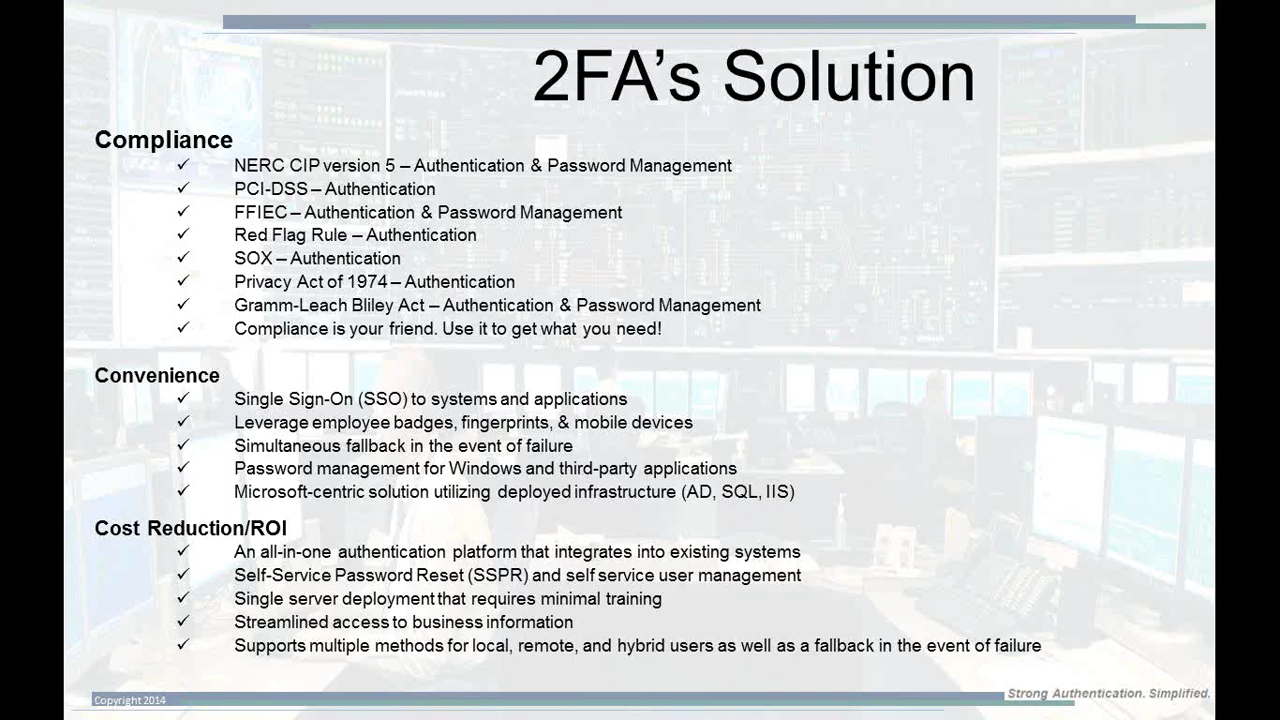 2FA's Solution
Compliance
✓ NERC CIP version 5 – Authentication & Password Management
✓ PCI-DSS – Authentication
✓ FFIEC – Authentication & Password Management
✓ Red Flag Rule – Authentication
✓ SOX – Authentication
✓ Privacy Act of 1974 – Authentication
✓ Gramm-Leach Bliley Act – Authentication & Password Management
✓ Compliance is your friend. Use it to get what you need!
Convenience
✓ Single Sign-On (SSO) to systems and applications
✓ Leverage employee badges, fingerprints, & mobile devices
✓ Simultaneous fallback in the event of failure
✓ Password management for Windows and third-party applications
✓ Microsoft-centric solution utilizing deployed infrastructure (AD, SQL, IIS)
Cost Reduction/ROI
✓ An all-in-one authentication platform that integrates into existing systems
✓ Self-Service Password Reset (SSPR) and self service user management
✓ Single server deployment that requires minimal training
✓ Streamlined access to business information
✓ Supports multiple methods for local, remote, and hybrid users as well as a fallback in the event of failure
Copyright 2014
Strong Authentication. Simplified.